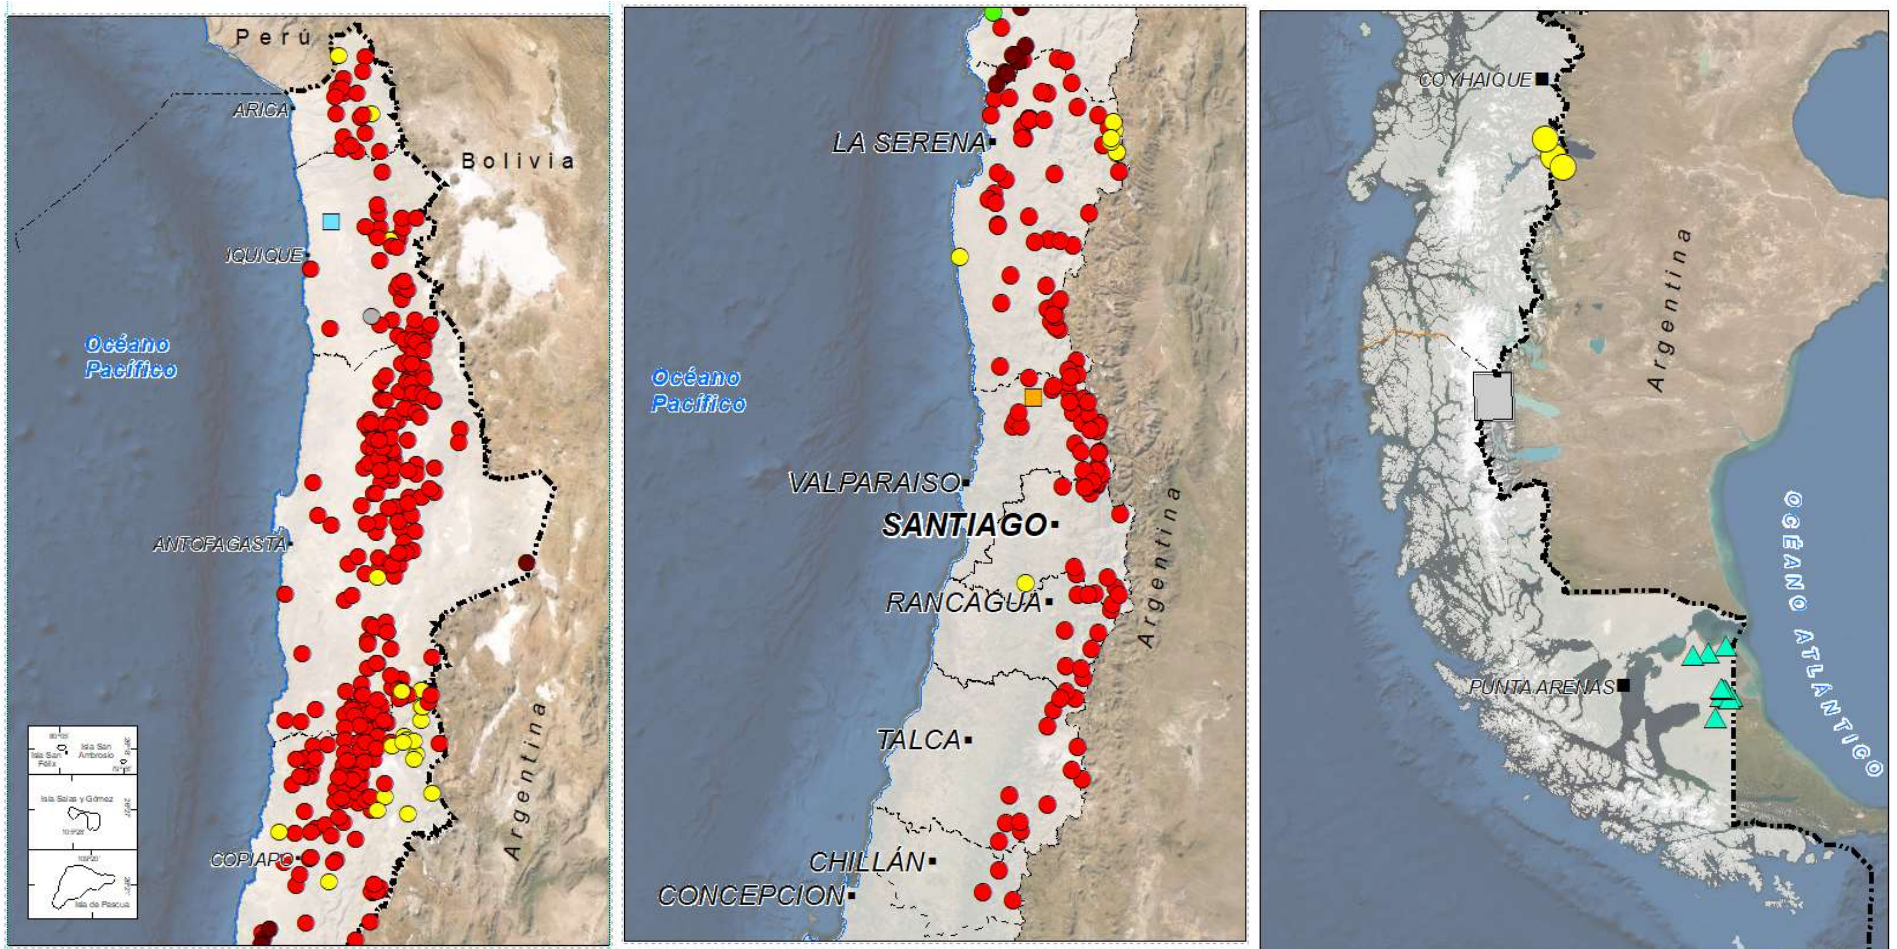 Perú
ARICA
Bolivia
IQUIQUE
Océano
Pacífico
ANTOFAGASTA
Argentina
COPIAPO
Isla San
Félix
Isla San
Ambrosio
Isla Salas y Gómez
Isla de Pascua
LA SERENA
Océano
Pacífico
VALPARAISO
SANTIAGO
RANCAGUA
Argentina
TALCA
CHILLÁN
CONCEPCION
COYHAIQUE
Argentina
OCÉANO ATLÁNTICO
PUNTA ARENAS